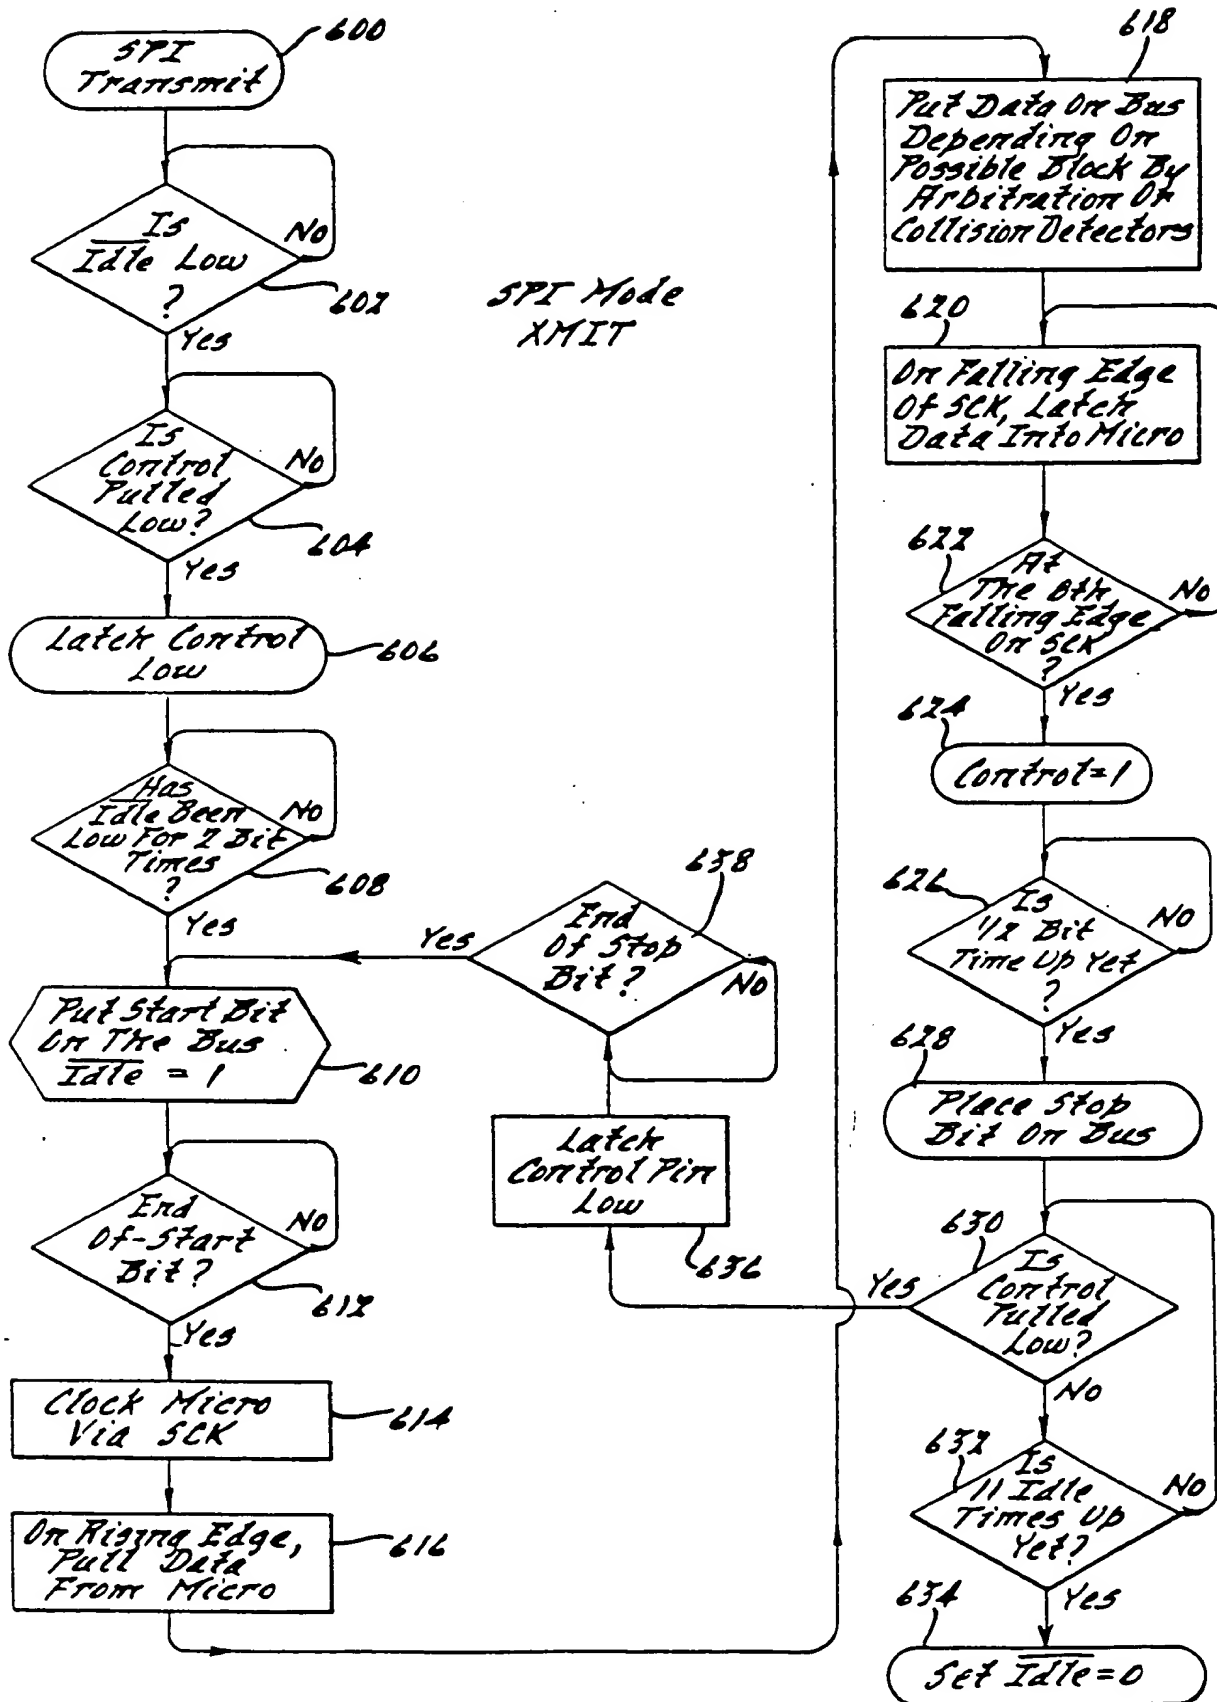 600
SPI
Transmit
Is
Idle Low
?
No
602
Yes
SPI Mode
XMIT
Is
Control
Pulled
Low?
No
604
Yes
Latch Control
Low
606
Has
Idle Been
Low For 2 Bit
Times
?
No
608
Yes
Put Start Bit
On The Bus
Idle = 1
610
End
Of-Start
Bit?
No
612
Yes
Clock Micro
Via SCK
614
On Rising Edge,
Pull Data
From Micro
616
618
Put Data On Bus
Depending On
Possible Block By
Arbitration Or
Collision Detectors
620
On Falling Edge
Of SCK, Latch
Data Into Micro
622
At
The 8th
Falling Edge
On SCK
?
No
Yes
624
Control=1
626
Is
1/2 Bit
Time Up Yet
?
No
Yes
628
Place Stop
Bit On Bus
630
Is
Control
Pulled
Low?
Yes
No
632
Is
11 Idle
Times Up
Yet?
No
Yes
634
Set Idle=0
636
Latch
Control Pin
Low
638
End
Of Stop
Bit?
Yes
No